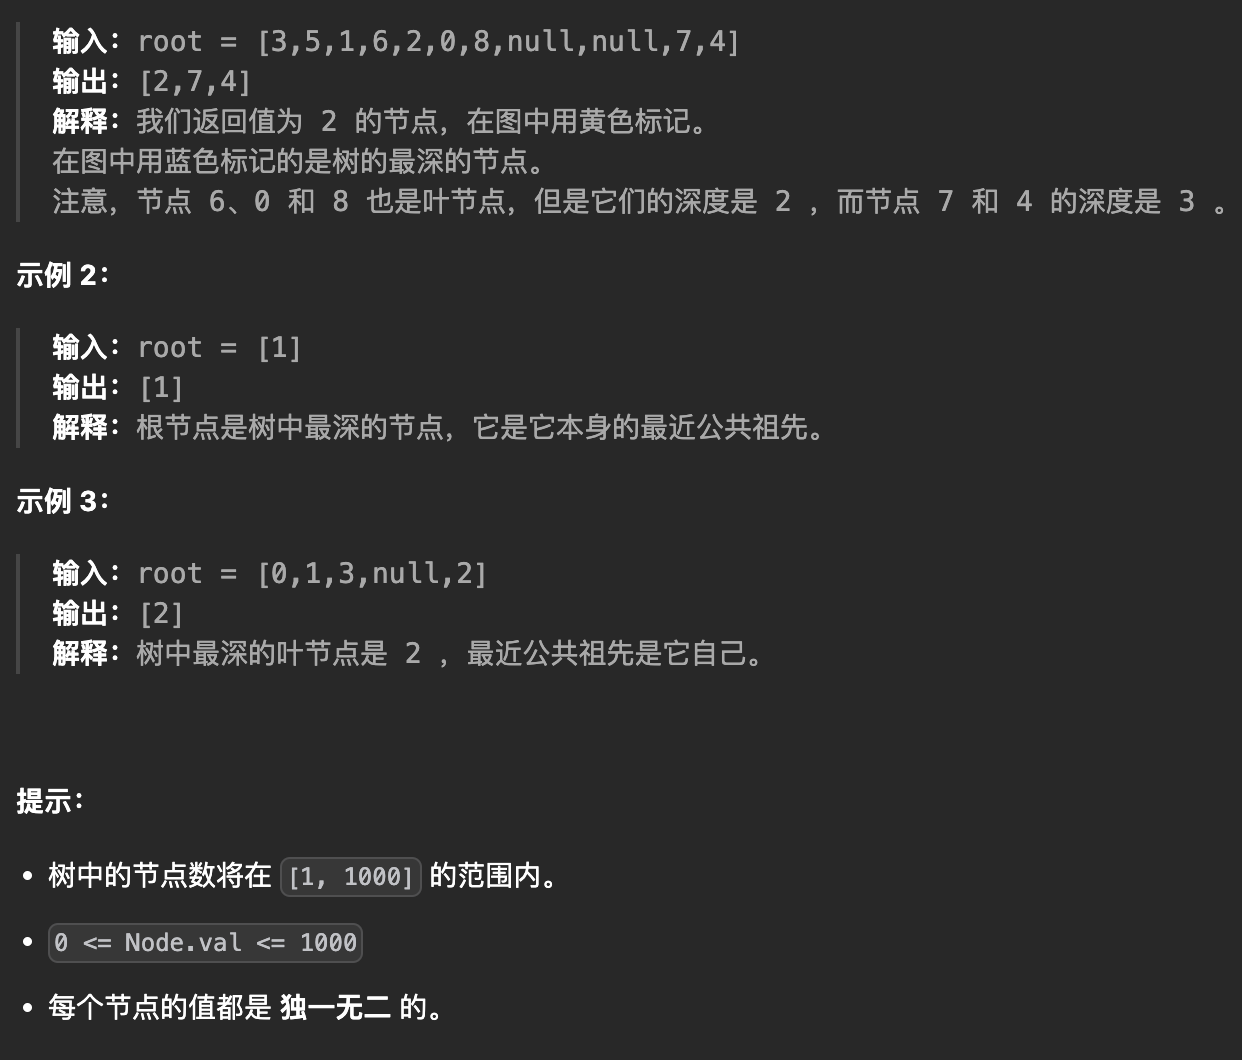 输入：root = [3,5,1,6,2,0,8,null,null,7,4]
输出：[2,7,4]
解释：我们返回值为 2 的节点，在图中用黄色标记。
在图中用蓝色标记的是树的最深的节点。
注意，节点 6、0 和 8 也是叶节点，但是它们的深度是 2 ，而节点 7 和 4 的深度是 3 。
示例 2：
输入：root = [1]
输出：[1]
解释：根节点是树中最深的节点，它是它本身的最近公共祖先。
示例 3：
输入：root = [0,1,3,null,2]
输出：[2]
解释：树中最深的叶节点是 2 ，最近公共祖先是它自己。
提示：
• 树中的节点数将在 [1, 1000] 的范围内。
• 0 <= Node.val <= 1000
• 每个节点的值都是 独一无二 的。